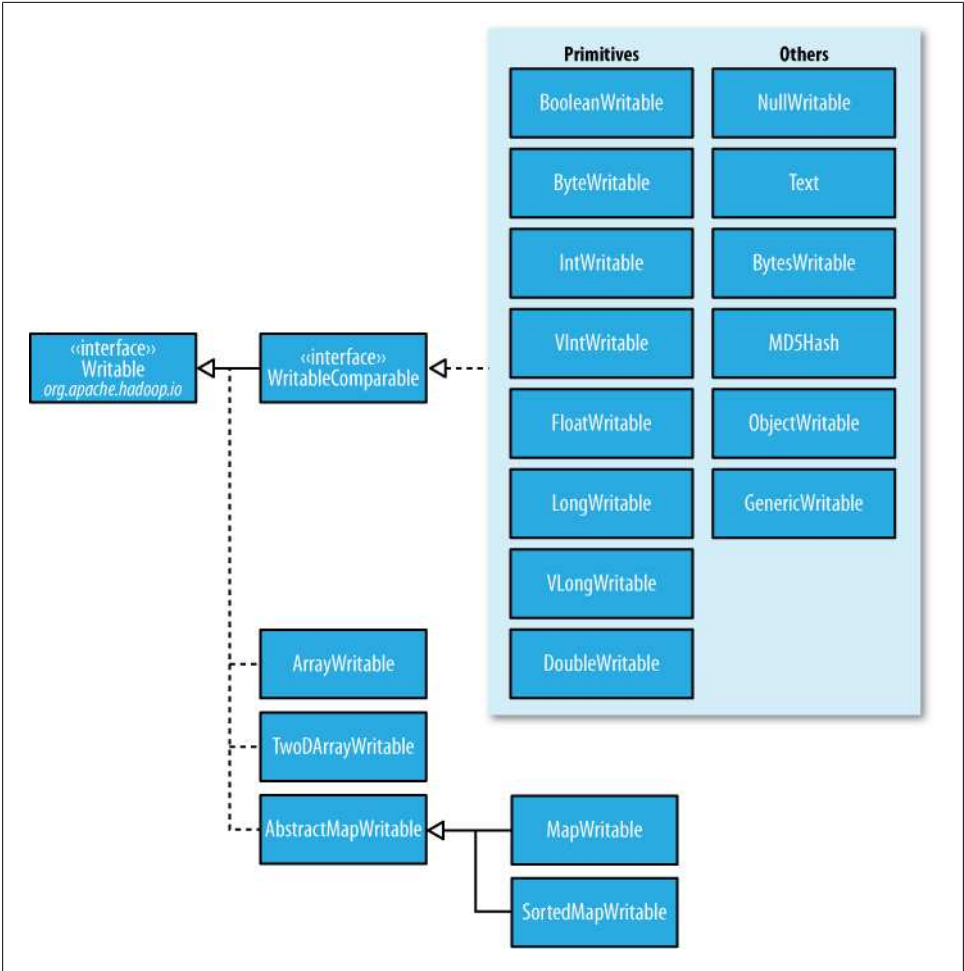 Primitives
Others
BooleanWritable
NullWritable
ByteWritable
Text
IntWritable
BytesWritable
«interface»
Writable
org.apache.hadoop.io
«interface»
WritableComparable
VIntWritable
MD5Hash
FloatWritable
ObjectWritable
LongWritable
GenericWritable
VLongWritable
DoubleWritable
ArrayWritable
TwoDArrayWritable
AbstractMapWritable
MapWritable
SortedMapWritable